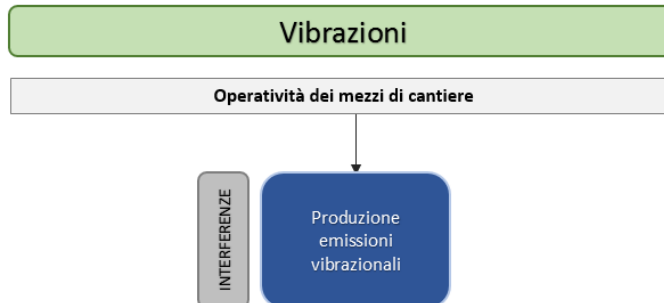 Vibrazioni
Operatività dei mezzi di cantiere
INTERFERENZE
Produzione
emissioni
vibrazionali